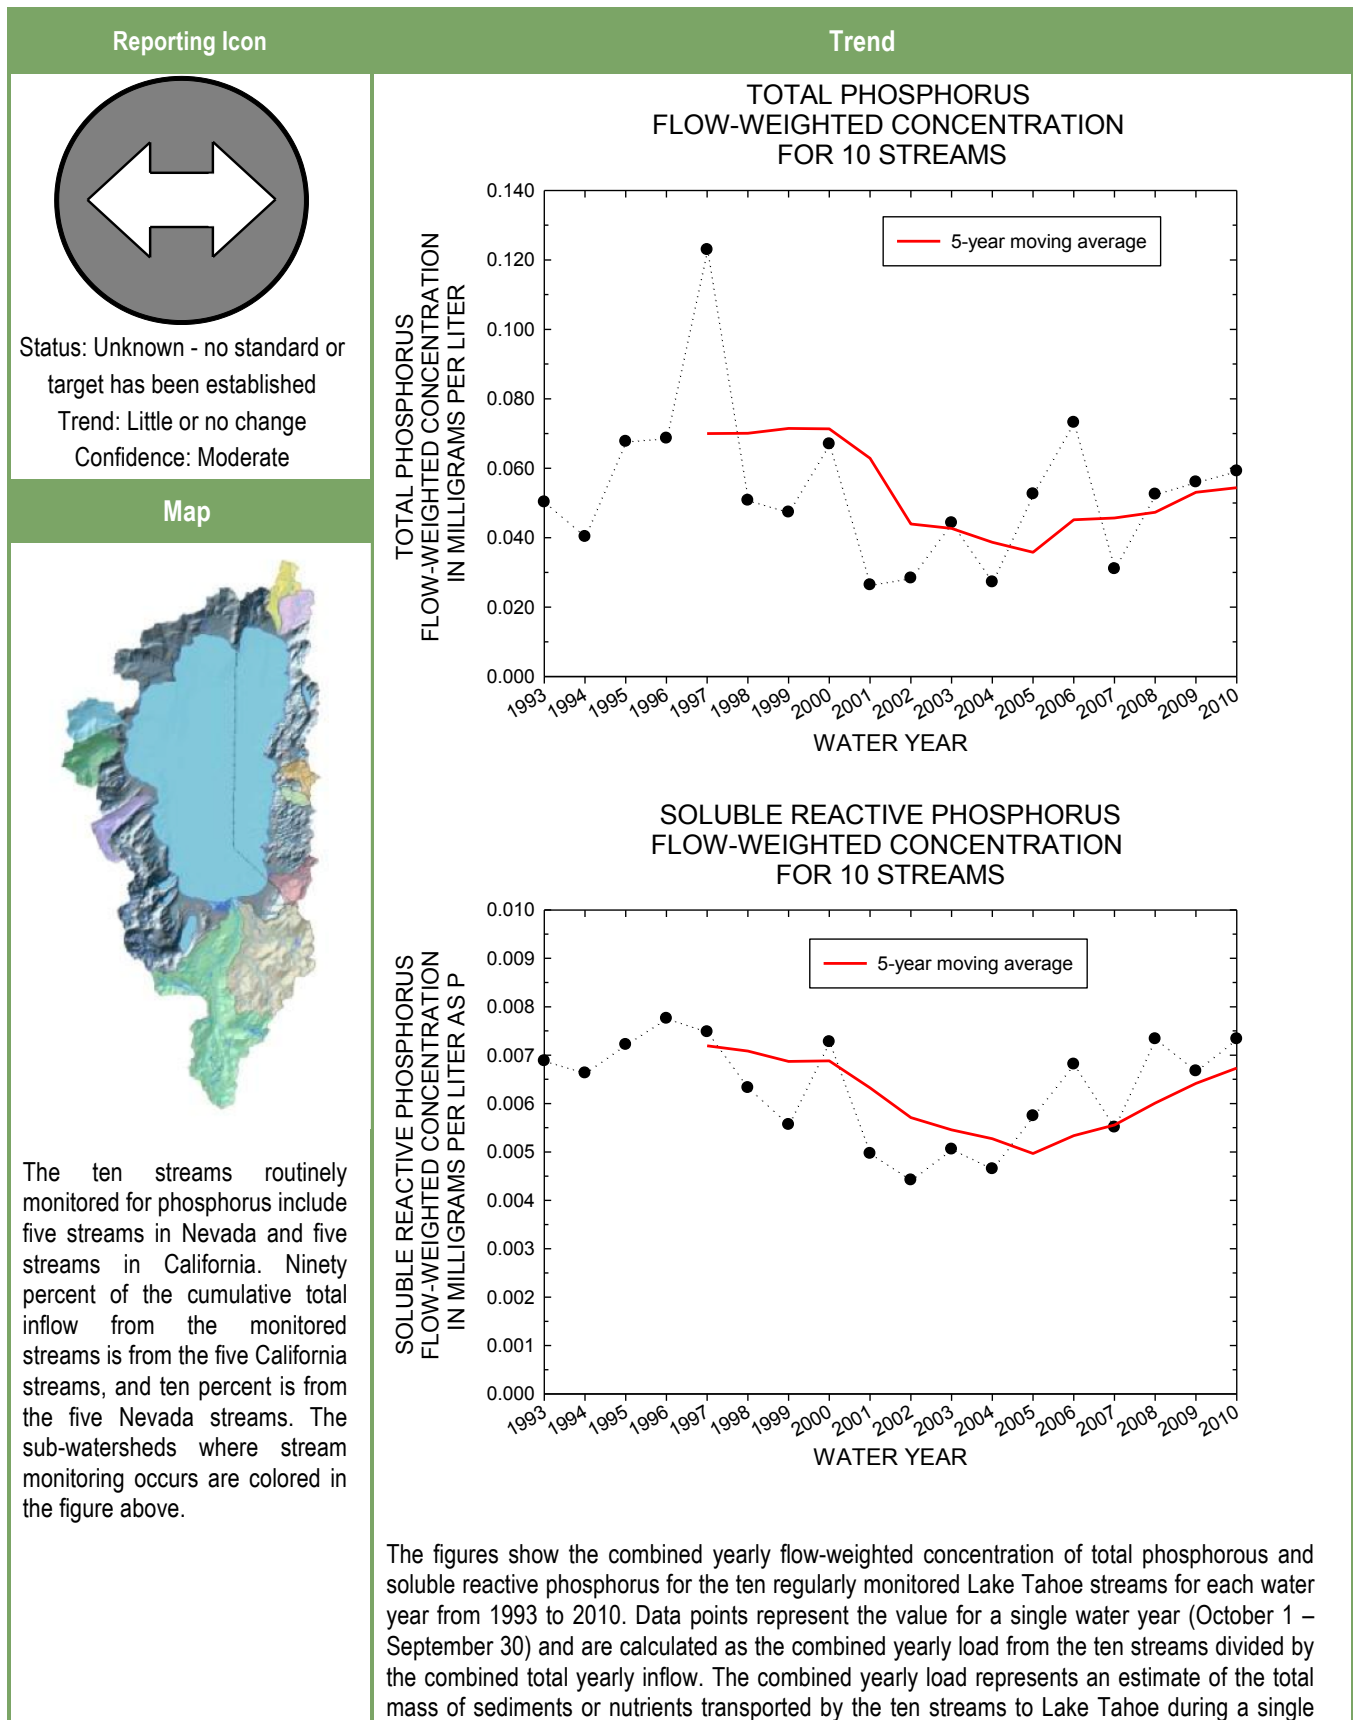 Reporting Icon
Trend
Status: Unknown - no standard or
target has been established
Trend: Little or no change
Confidence: Moderate
Map
The ten streams routinely
monitored for phosphorus include
five streams in Nevada and five
streams in California. Ninety
percent of the cumulative total
inflow from the monitored
streams is from the five California
streams, and ten percent is from
the five Nevada streams. The
sub-watersheds where stream
monitoring occurs are colored in
the figure above.
TOTAL PHOSPHORUS
FLOW-WEIGHTED CONCENTRATION
FOR 10 STREAMS
TOTAL PHOSPHORUS
FLOW-WEIGHTED CONCENTRATION
IN MILLIGRAMS PER LITER
0.140
0.120
0.100
0.080
0.060
0.040
0.020
0.000
5-year moving average
1993 1994 1995 1996 1997 1998 1999 2000 2001 2002 2003 2004 2005 2006 2007 2008 2009 2010
WATER YEAR
SOLUBLE REACTIVE PHOSPHORUS
FLOW-WEIGHTED CONCENTRATION
FOR 10 STREAMS
SOLUBLE REACTIVE PHOSPHORUS
FLOW-WEIGHTED CONCENTRATION
IN MILLIGRAMS PER LITER AS P
0.010
0.009
0.008
0.007
0.006
0.005
0.004
0.003
0.002
0.001
0.000
5-year moving average
1993 1994 1995 1996 1997 1998 1999 2000 2001 2002 2003 2004 2005 2006 2007 2008 2009 2010
WATER YEAR
The figures show the combined yearly flow-weighted concentration of total phosphorous and
soluble reactive phosphorus for the ten regularly monitored Lake Tahoe streams for each water
year from 1993 to 2010. Data points represent the value for a single water year (October 1 –
September 30) and are calculated as the combined yearly load from the ten streams divided by
the combined total yearly inflow. The combined yearly load represents an estimate of the total
mass of sediments or nutrients transported by the ten streams to Lake Tahoe during a single